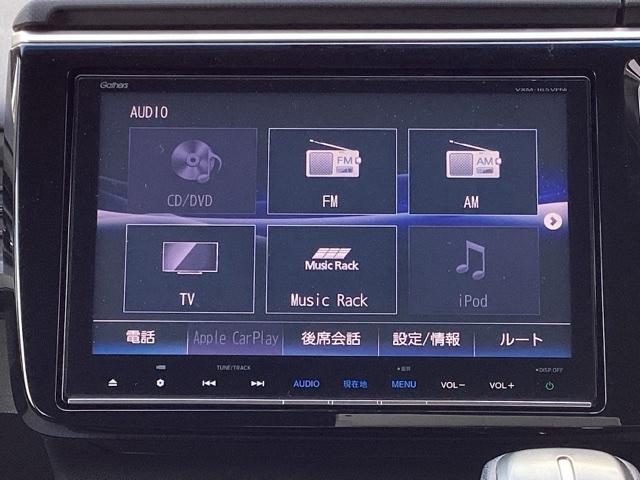 Gathers
VXM-165VFNi
AUDIO
CD/DVD
FM
FM
AM
AM
TV
Music Rack
Music Rack
iPod
電話 Apple CarPlay 後席会話 設定/情報 ルート
TUNE/TRACK
DISP OFF
AUDIO 現在地 MENU VOL− VOL+